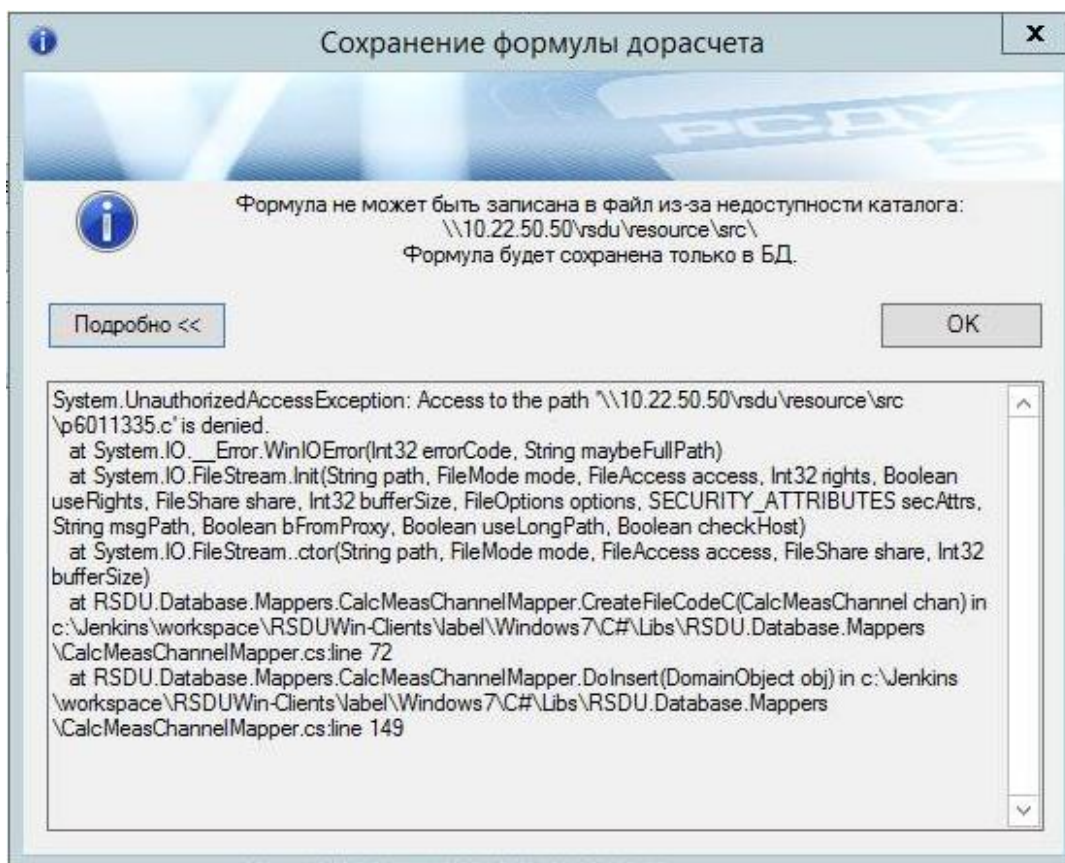 Сохранение формулы дорасчета
x
РСДУ
5
Формула не может быть записана в файл из-за недоступности каталога:
\\10.22.50.50\rsdu\resource\src\
Формула будет сохранена только в БД.
Подробно <<
OK
System.UnauthorizedAccessException: Access to the path '\\10.22.50.50\rsdu\resource\src
\p6011335.c' is denied.
at System.IO.__Error.WinIOError(Int32 errorCode, String maybeFullPath)
at System.IO.FileStream.Init(String path, FileMode mode, FileAccess access, Int32 rights, Boolean
useRights, FileShare share, Int32 bufferSize, FileOptions options, SECURITY_ATTRIBUTES secAttrs,
String msgPath, Boolean bFromProxy, Boolean useLongPath, Boolean checkHost)
at System.IO.FileStream..ctor(String path, FileMode mode, FileAccess access, FileShare share, Int32
bufferSize)
at RSDU.Database.Mappers.CalcMeasChannelMapper.CreateFileCodeC(CalcMeasChannel chan) in
c:\Jenkins\workspace\RSDUWin-Clients\label\Windows7\C#\Libs\RSDU.Database.Mappers
\CalcMeasChannelMapper.cs:line 72
at RSDU.Database.Mappers.CalcMeasChannelMapper.DoInsert(DomainObject obj) in c:\Jenkins
\workspace\RSDUWin-Clients\label\Windows7\C#\Libs\RSDU.Database.Mappers
\CalcMeasChannelMapper.cs:line 149